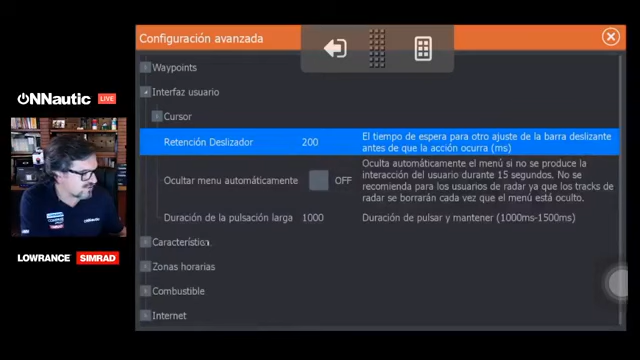 Configuración avanzada
Waypoints
Interfaz usuario
Cursor
Retención Deslizador 200 El tiempo de espera para otro ajuste de la barra deslizante
antes de que la acción ocurra (ms)
Ocultar menu automáticamente OFF Oculta automáticamente el menú si no se produce la
interacción del usuario durante 15 segundos. No se
recomienda para los usuarios de radar ya que los tracks de
radar se borrarán cada vez que el menú está oculto.
Duración de la pulsación larga 1000 Duración de pulsar y mantener (1000ms-1500ms)
Zonas horarias
Combustible
Internet
ONNautic LIVE
LOWRANCE SIMRAD